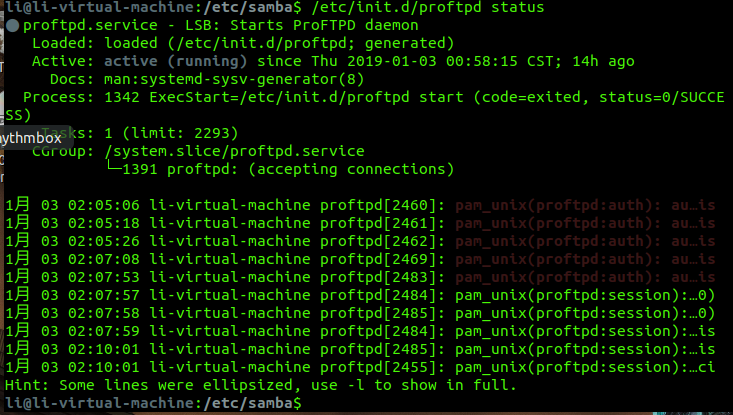 li@li-virtual-machine:/etc/samba$ /etc/init.d/proftpd status
● proftpd.service - LSB: Starts ProFTPD daemon
Loaded: loaded (/etc/init.d/proftpd; generated)
Active: active (running) since Thu 2019-01-03 00:58:15 CST; 14h ago
Docs: man:systemd-sysv-generator(8)
Process: 1342 ExecStart=/etc/init.d/proftpd start (code=exited, status=0/SUCCE
SS)
Tasks: 1 (limit: 2293)
ythmbox
CGroup: /system.slice/proftpd.service
└─1391 proftpd: (accepting connections)
1月 03 02:05:06 li-virtual-machine proftpd[2460]: pam_unix(proftpd:auth): au…is
1月 03 02:05:18 li-virtual-machine proftpd[2461]: pam_unix(proftpd:auth): au…is
1月 03 02:05:26 li-virtual-machine proftpd[2462]: pam_unix(proftpd:auth): au…is
1月 03 02:07:08 li-virtual-machine proftpd[2469]: pam_unix(proftpd:auth): au…is
1月 03 02:07:53 li-virtual-machine proftpd[2483]: pam_unix(proftpd:auth): au…is
1月 03 02:07:57 li-virtual-machine proftpd[2484]: pam_unix(proftpd:session):…0)
1月 03 02:07:58 li-virtual-machine proftpd[2485]: pam_unix(proftpd:session):…0)
1月 03 02:07:59 li-virtual-machine proftpd[2484]: pam_unix(proftpd:session):…is
1月 03 02:10:01 li-virtual-machine proftpd[2485]: pam_unix(proftpd:session):…is
1月 03 02:10:01 li-virtual-machine proftpd[2455]: pam_unix(proftpd:session):…ci
Hint: Some lines were ellipsized, use -l to show in full.
li@li-virtual-machine:/etc/samba$